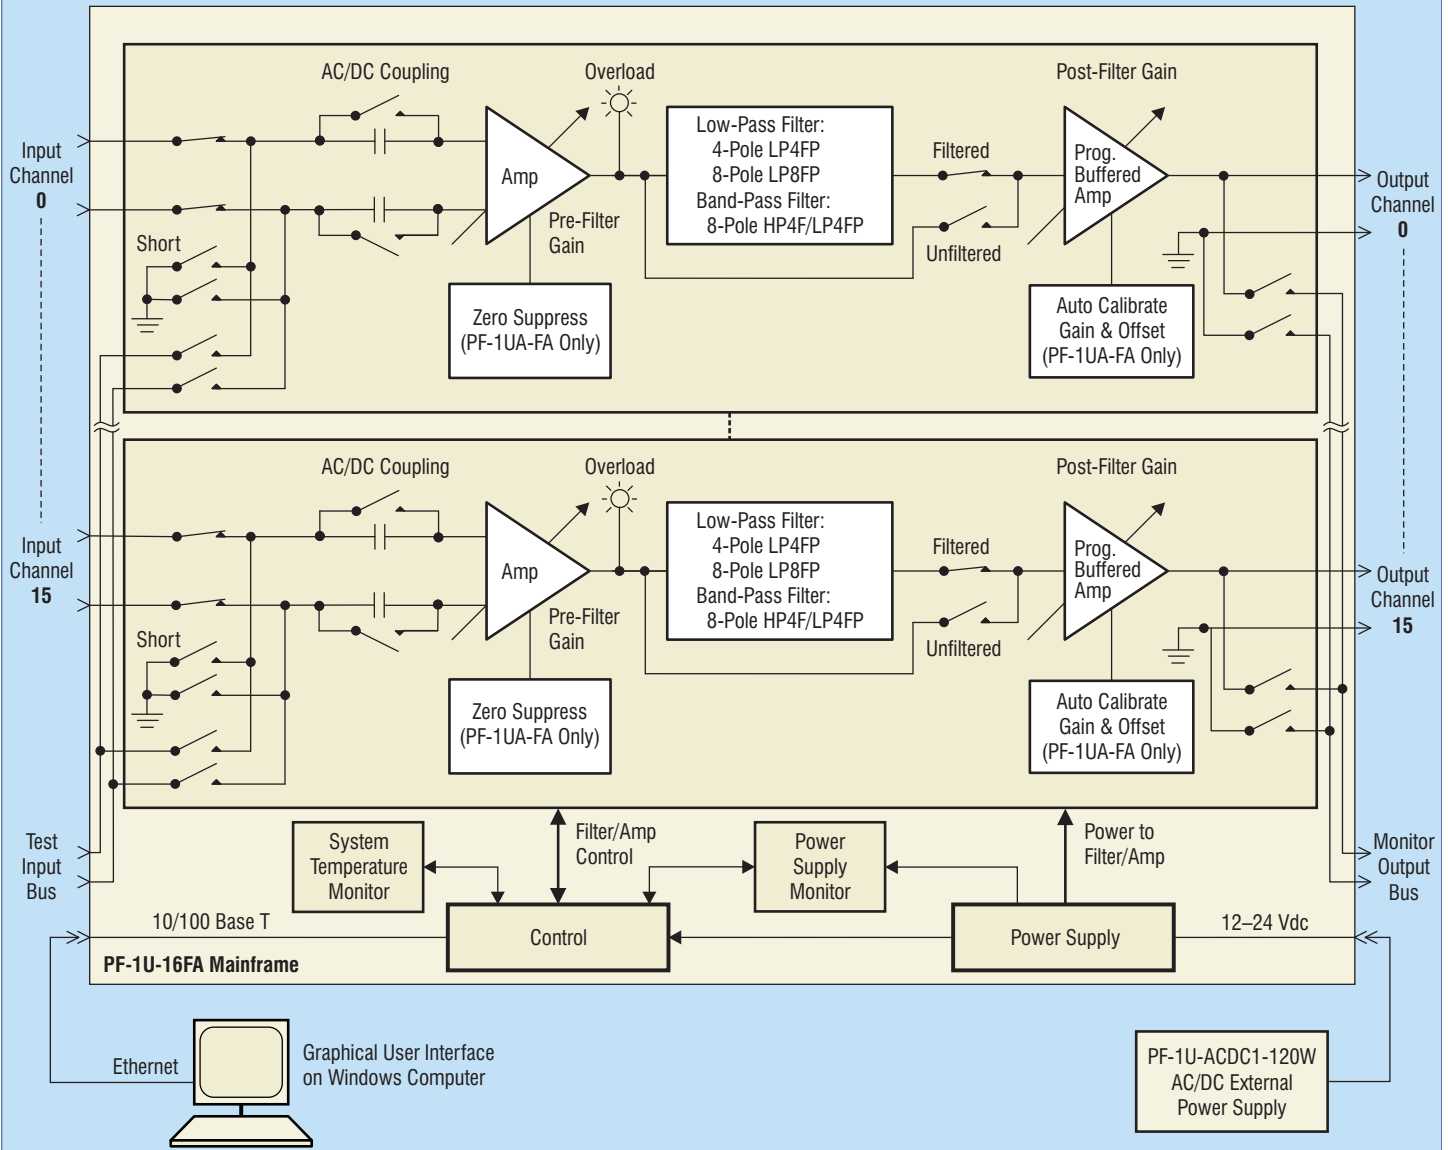 AC/DC Coupling
Overload
Post-Filter Gain
Input
Channel
0
Low-Pass Filter:
4-Pole LP4FP
8-Pole LP8FP
Band-Pass Filter:
8-Pole HP4F/LP4FP
Amp
Pre-Filter
Gain
Filtered
Unfiltered
Prog.
Buffered
Amp
Output
Channel
0
Short
Zero Suppress
(PF-1UA-FA Only)
Auto Calibrate
Gain & Offset
(PF-1UA-FA Only)
AC/DC Coupling
Overload
Post-Filter Gain
Input
Channel
15
Low-Pass Filter:
4-Pole LP4FP
8-Pole LP8FP
Band-Pass Filter:
8-Pole HP4F/LP4FP
Amp
Pre-Filter
Gain
Filtered
Unfiltered
Prog.
Buffered
Amp
Output
Channel
15
Short
Zero Suppress
(PF-1UA-FA Only)
Auto Calibrate
Gain & Offset
(PF-1UA-FA Only)
Test
Input
Bus
System
Temperature
Monitor
Filter/Amp
Control
Power
Supply
Monitor
Power to
Filter/Amp
Monitor
Output
Bus
10/100 Base T
Control
Power Supply
12–24 Vdc
PF-1U-16FA Mainframe
Ethernet
Graphical User Interface
on Windows Computer
PF-1U-ACDC1-120W
AC/DC External
Power Supply